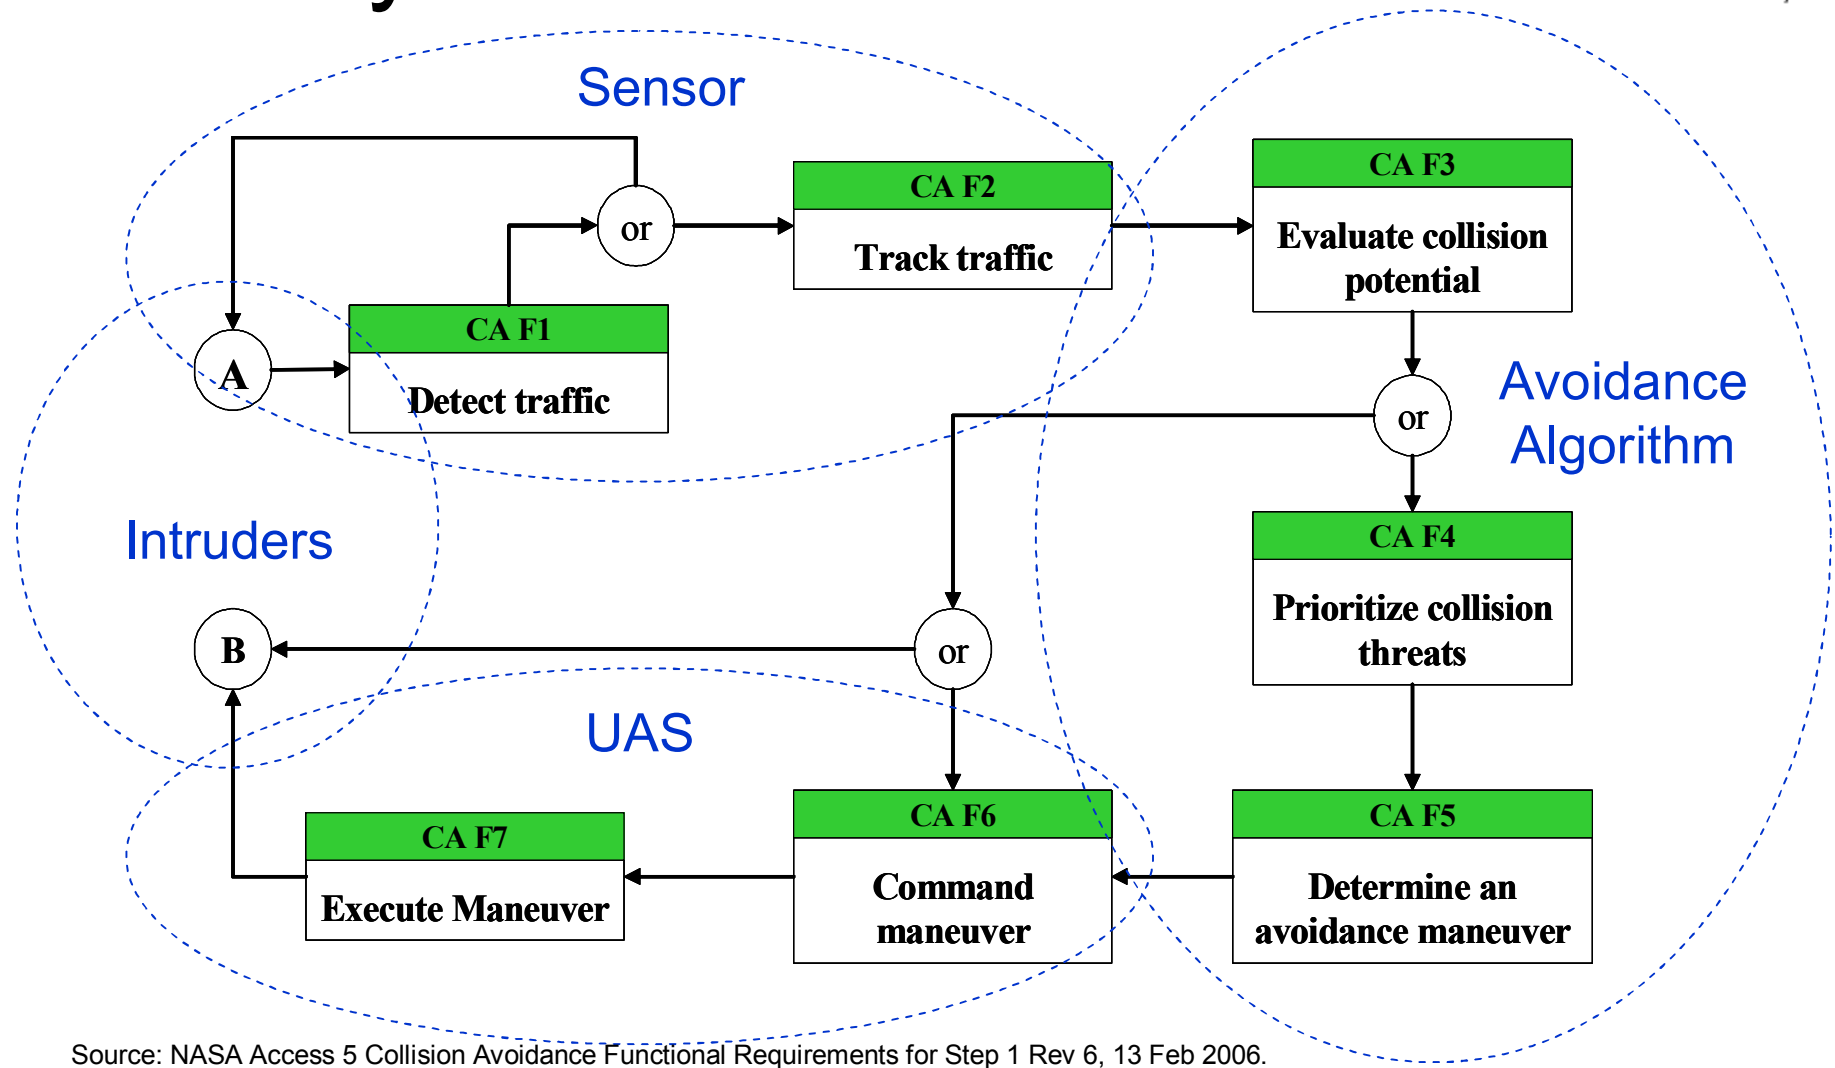 Sensor
CA F2
Track traffic
CA F3
Evaluate collision
potential
or
CA F1
Detect traffic
A
or
Avoidance
Algorithm
CA F4
Prioritize collision
threats
Intruders
B
or
UAS
CA F7
Execute Maneuver
CA F6
Command
maneuver
CA F5
Determine an
avoidance maneuver
Source: NASA Access 5 Collision Avoidance Functional Requirements for Step 1 Rev 6, 13 Feb 2006.